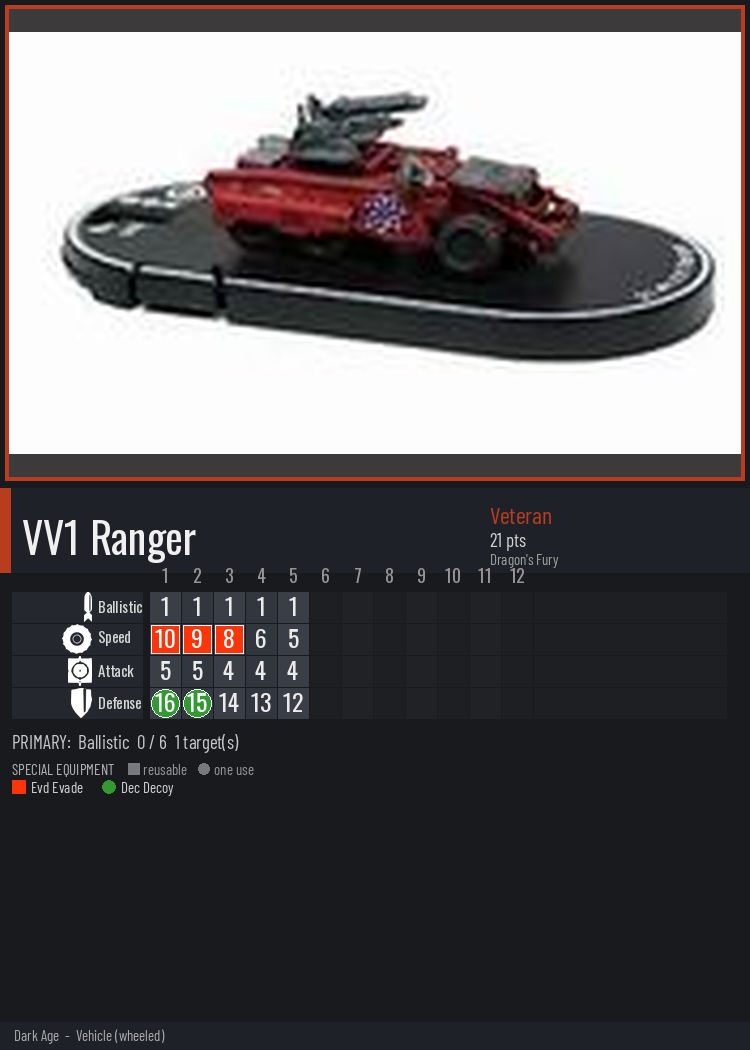 VV1 Ranger
Veteran
21 pts
Dragon's Fury
1 2 3 4 5 6 7 8 9 10 11 12
Ballistic 1 1 1 1 1
Speed 10 9 8 6 5
Attack 5 5 4 4 4
Defense 16 15 14 13 12
PRIMARY: Ballistic 0 / 6 1 target(s)
SPECIAL EQUIPMENT reusable one use
Evd Evade Dec Decoy
Dark Age - Vehicle (wheeled)